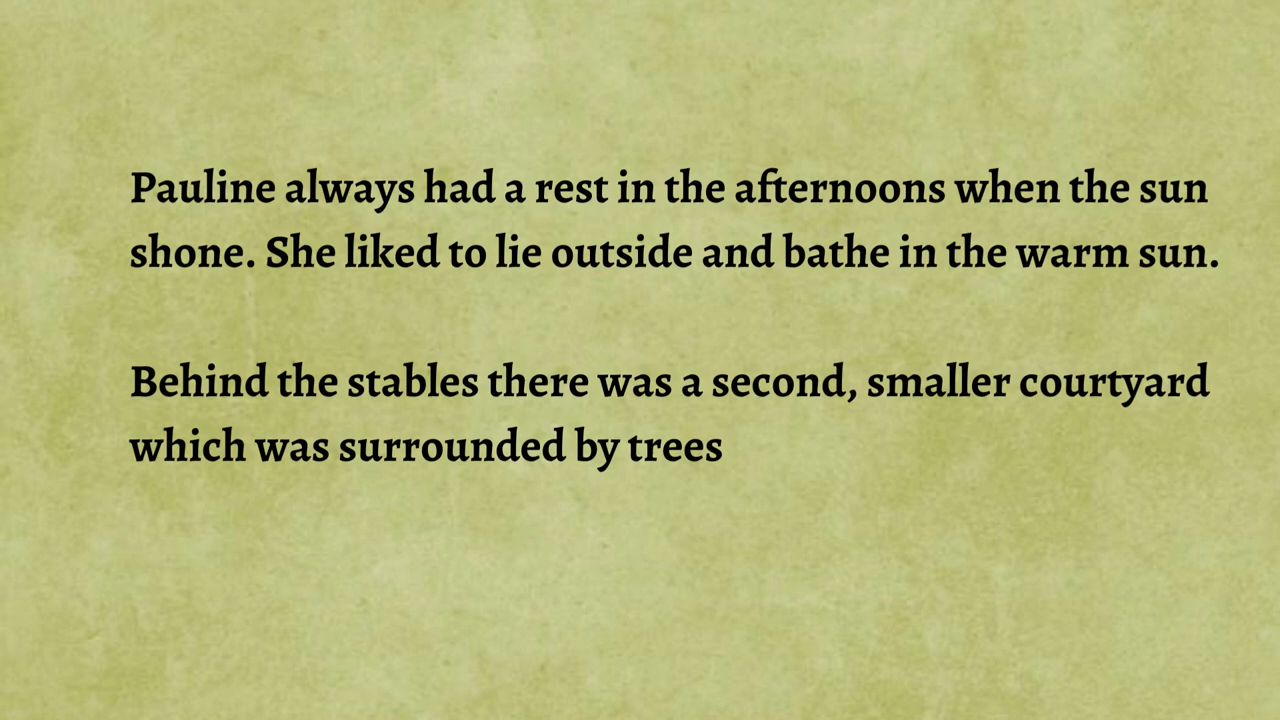 Pauline always had a rest in the afternoons when the sun
shone. She liked to lie outside and bathe in the warm sun.
Behind the stables there was a second, smaller courtyard
which was surrounded by trees